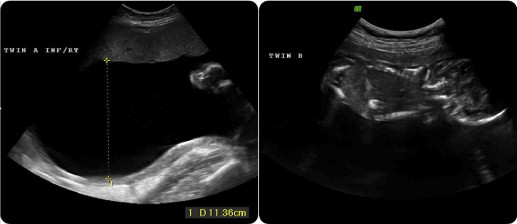 TWIN A INF/RT
1 D 11.36cm
TWIN B